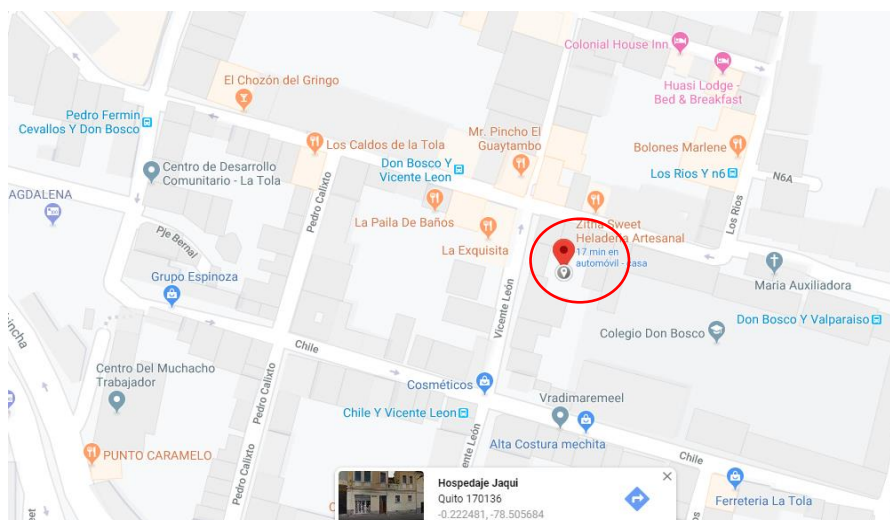 Colonial House Inn
El Chozón del Gringo
Huasi Lodge -
Bed & Breakfast
Pedro Fermin
Cevallos Y Don Bosco
Los Caldos de la Tola
Mr. Pincho El
Guaytambo
Bolones Marlene
Centro de Desarrollo
Comunitario - La Tola
Don Bosco Y
Vicente Leon
Los Rios Y n6
N6A
AGDALENA
Pedro Calixto
La Paila De Baños
Zitna Sweet
Heladería Artesanal
Los Rios
Pje Bernal
La Exquisita
17 min en
automóvil - casa
Grupo Espinoza
Maria Auxiliadora
Vicente León
Colegio Don Bosco
Don Bosco Y Valparaiso
Chile
Centro Del Muchacho
Trabajador
Pedro Calixto
Cosméticos
Vradimaremeel
Chile Y Vicente Leon
Alta Costura mechita
Chile
PUNTO CARAMELO
Pedro Calixto
ente León
Hospedaje Jaqui
Quito 170136
-0.222481, -78.505684
Ferreteria La Tola